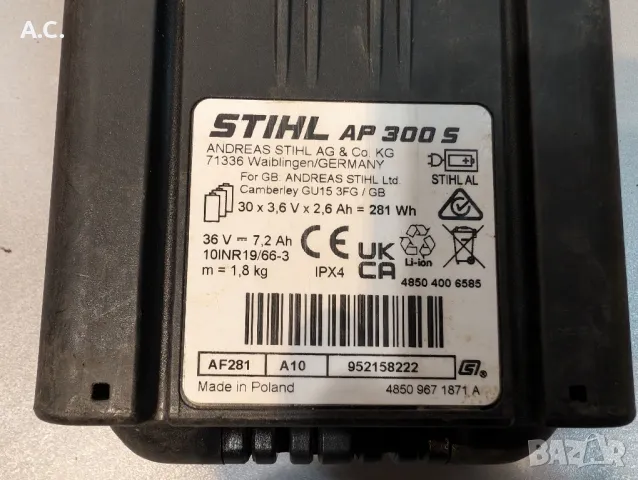 A.C.
STIHL AP 300 S
ANDREAS STIHL AG & Co. KG
71336 Waiblingen/GERMANY
For GB: ANDREAS STIHL Ltd.
Camberley GU15 3FG / GB
STIHL AL
30 x 3,6 V x 2,6 Ah = 281 Wh
36 V ⎓ 7,2 Ah
10INR19/66-3
m = 1,8 kg
IPX4
CE
UK
CA
Li-ion
4850 400 6585
AF281 A10 952158222
Made in Poland
4850 967 1871 A
BAZAR